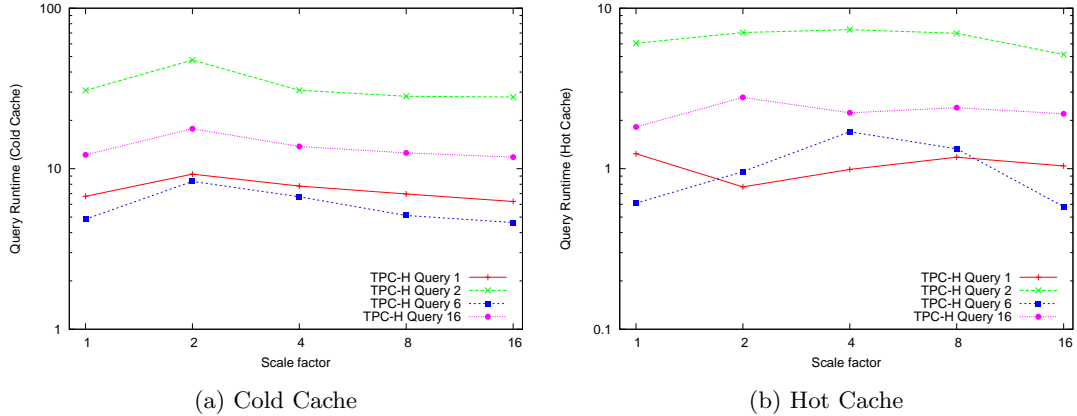 100
10
1
Query Runtime (Cold Cache)
TPC-H Query 1
TPC-H Query 2
TPC-H Query 6
TPC-H Query 16
1 2 4 8 16
Scale factor
(a) Cold Cache
10
1
0.1
Query Runtime (Hot Cache)
TPC-H Query 1
TPC-H Query 2
TPC-H Query 6
TPC-H Query 16
1 2 4 8 16
Scale factor
(b) Hot Cache